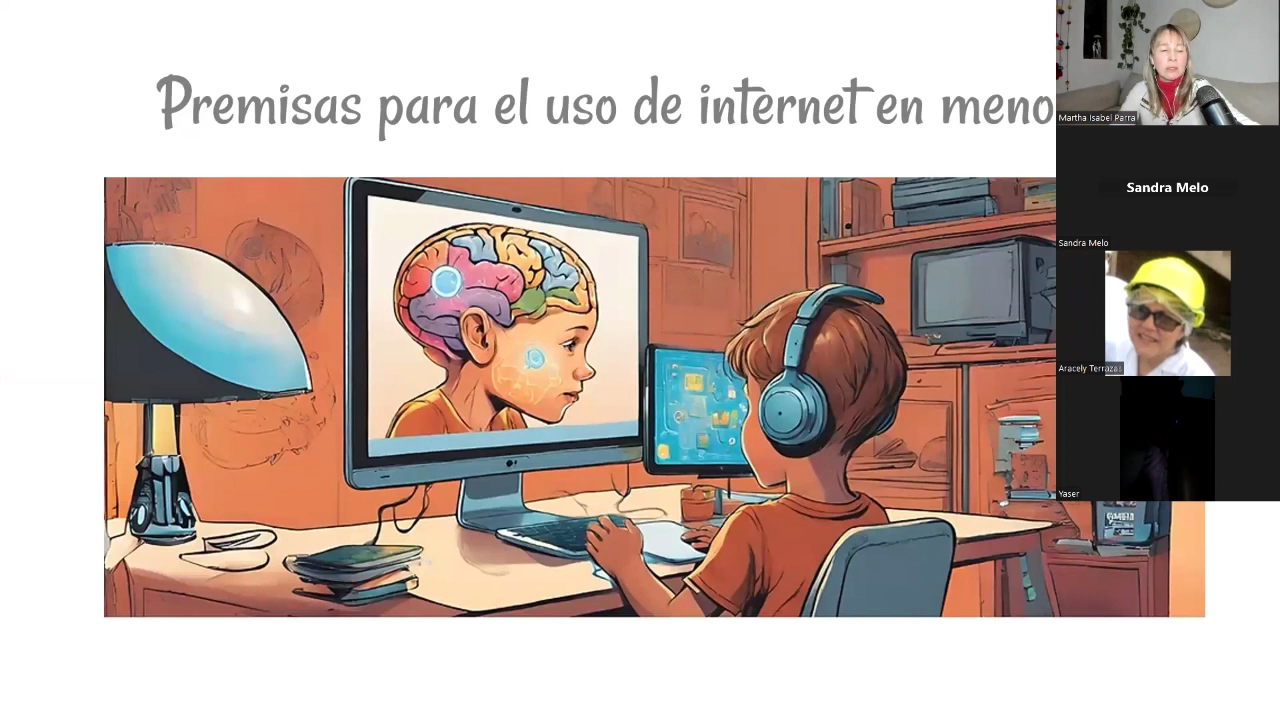 Premisas para el uso de internet en meno
Martha Isabel Parra
Sandra Melo
Sandra Melo
Aracely Terrazas
Yaser